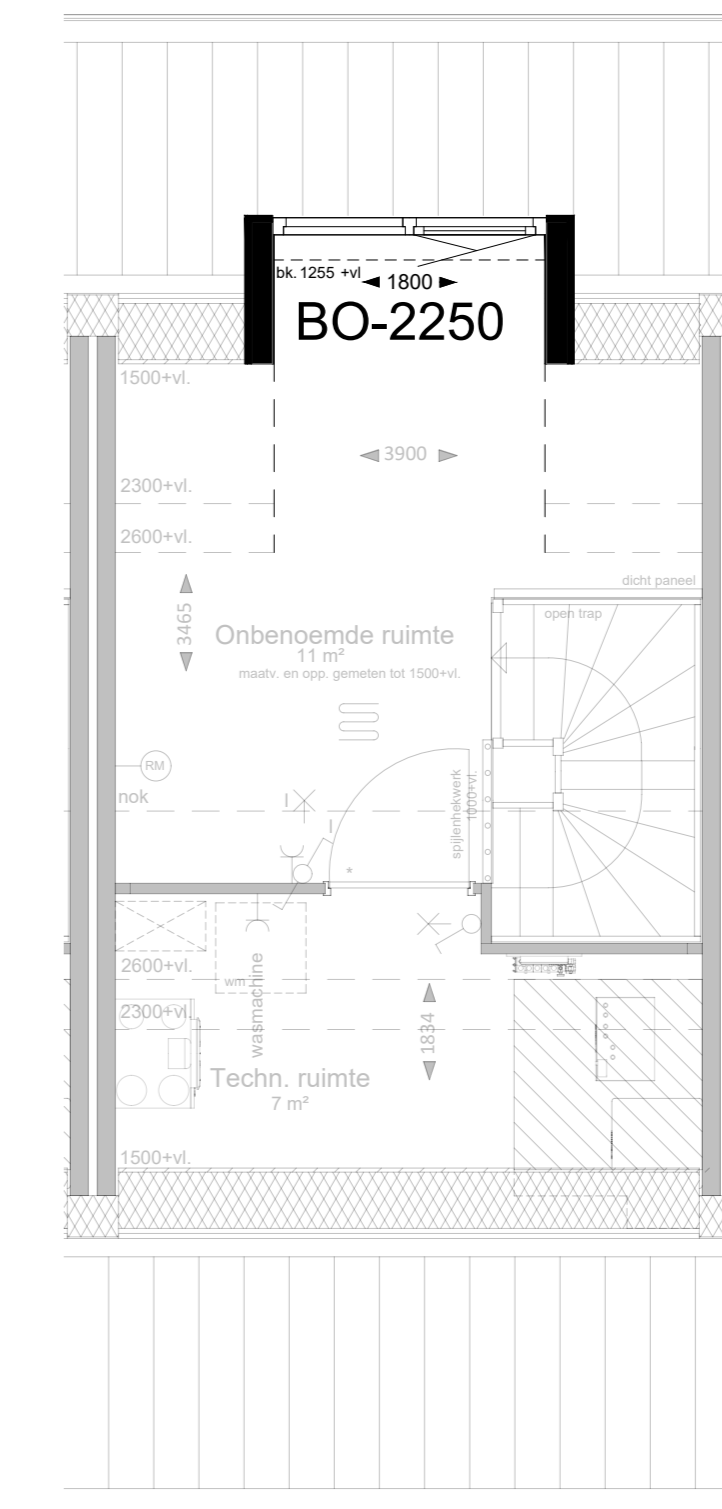 bk. 1255 +vl
1800
BO-2250
1500+vl.
3900
2300+vl.
2600+vl.
dicht paneel
open trap
3465
Onbenoemde ruimte
11 m²
maatv. en opp. gemeten tot 1500+vl.
RM
nok
spijlenhekwerk
1000+vl.
*
2600+vl.
wm
wasmachine
2300+vl.
1834
Techn. ruimte
7 m²
1500+vl.